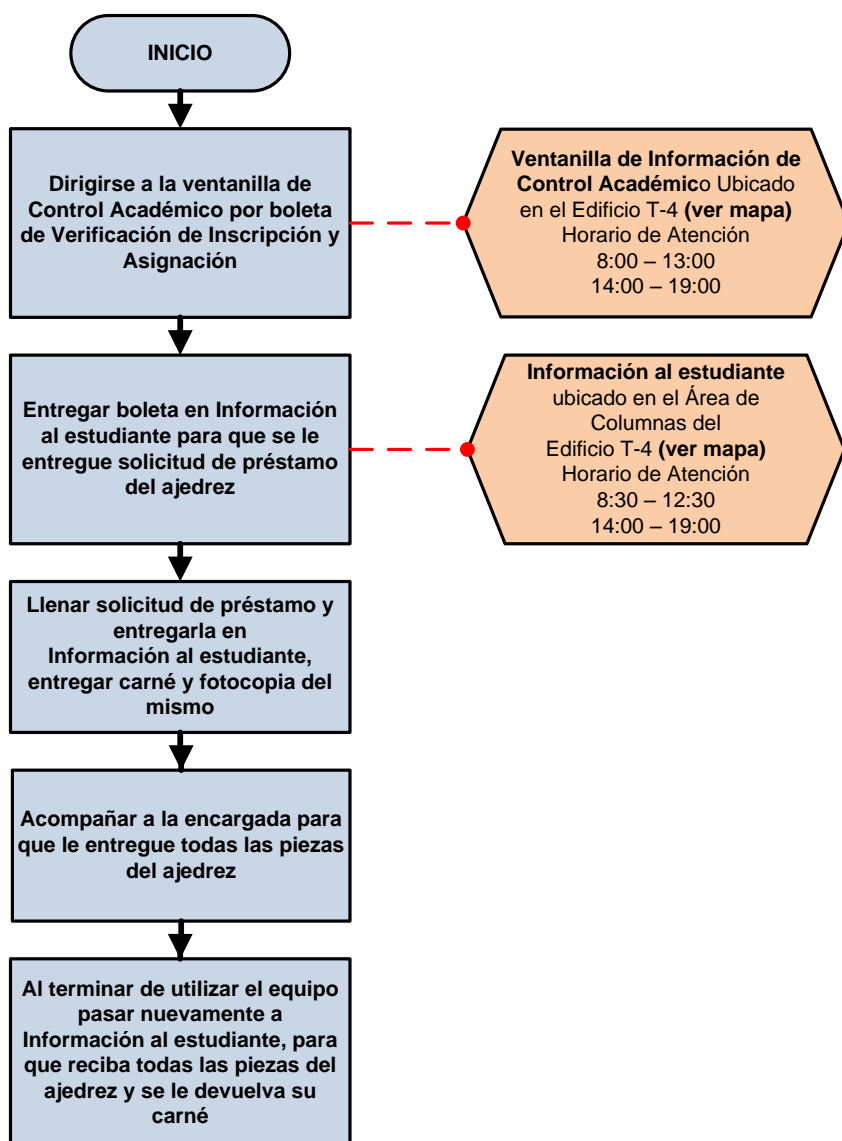 INICIO
Dirigirse a la ventanilla de
Control Académico por boleta
de Verificación de Inscripción y
Asignación
Ventanilla de Información de
Control Académico Ubicado
en el Edificio T-4 (ver mapa)
Horario de Atención
8:00 – 13:00
14:00 – 19:00
Entregar boleta en Información
al estudiante para que se le
entregue solicitud de préstamo
del ajedrez
Información al estudiante
ubicado en el Área de
Columnas del
Edificio T-4 (ver mapa)
Horario de Atención
8:30 – 12:30
14:00 – 19:00
Llenar solicitud de préstamo y
entregarla en
Información al estudiante,
entregar carné y fotocopia del
mismo
Acompañar a la encargada para
que le entregue todas las piezas
del ajedrez
Al terminar de utilizar el equipo
pasar nuevamente a
Información al estudiante, para
que reciba todas las piezas del
ajedrez y se le devuelva su
carné